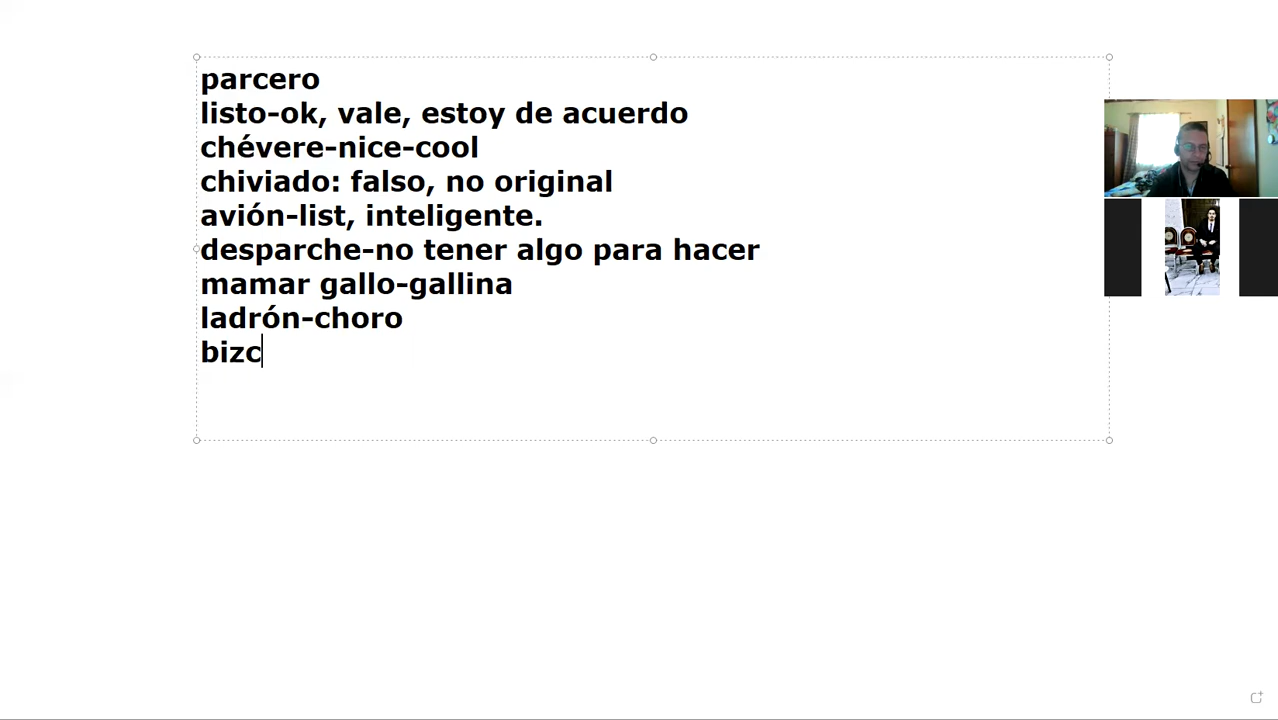 parcero
listo-ok, vale, estoy de acuerdo
chévere-nice-cool
chiviado: falso, no original
avión-list, inteligente.
desparche-no tener algo para hacer
mamar gallo-gallina
ladrón-choro
bizc